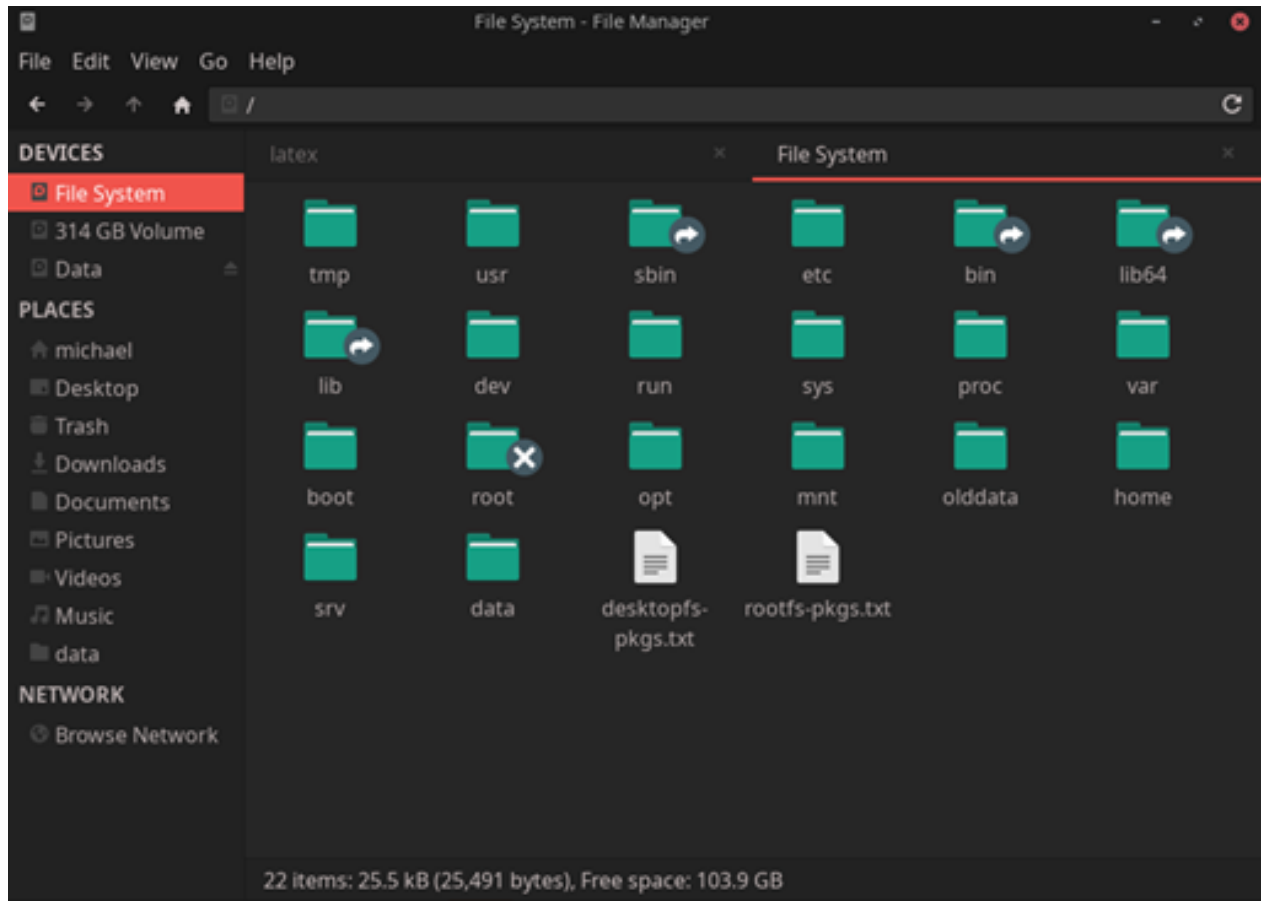 File System - File Manager
File Edit View Go Help
/
DEVICES
File System
314 GB Volume
Data
PLACES
michael
Desktop
Trash
Downloads
Documents
Pictures
Videos
Music
data
NETWORK
Browse Network
latex File System
tmp usr sbin etc bin lib64
lib dev run sys proc var
boot root opt mnt olddata home
srv data desktopfs- rootfs-pkgs.txt
pkgs.txt
22 items: 25.5 kB (25,491 bytes), Free space: 103.9 GB